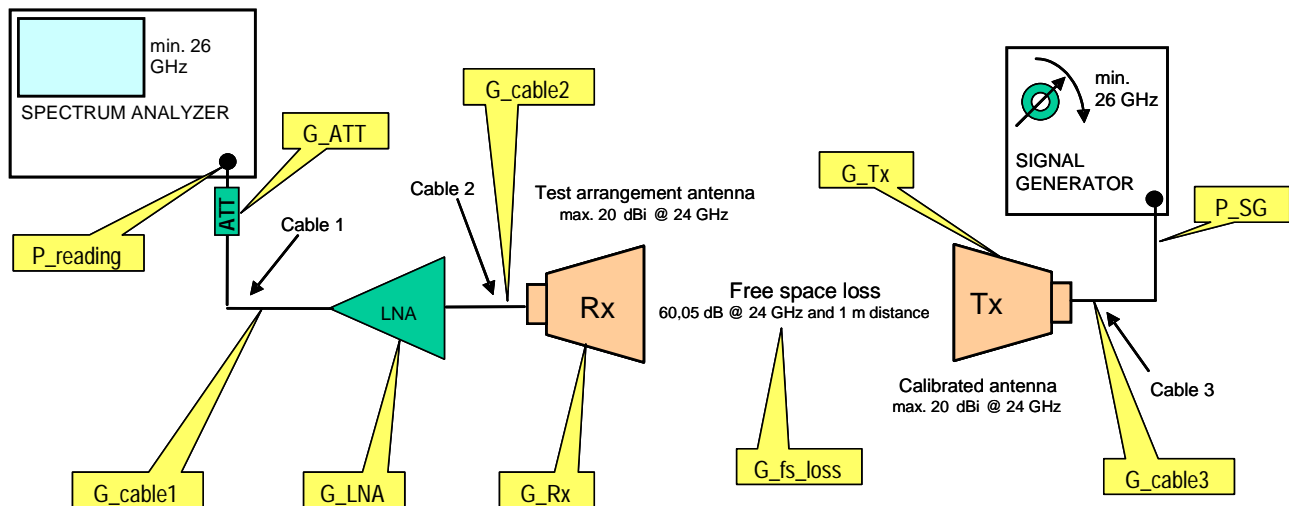 min. 26
GHz
SPECTRUM ANALYZER
G_ATT
ATT
P_reading
Cable 1
G_cable1
LNA
G_LNA
Cable 2
G_cable2
Test arrangement antenna
max. 20 dBi @ 24 GHz
Rx
G_Rx
Free space loss
60,05 dB @ 24 GHz and 1 m distance
G_fs_loss
G_Tx
Tx
Calibrated antenna
max. 20 dBi @ 24 GHz
min.
26 GHz
SIGNAL
GENERATOR
P_SG
Cable 3
G_cable3